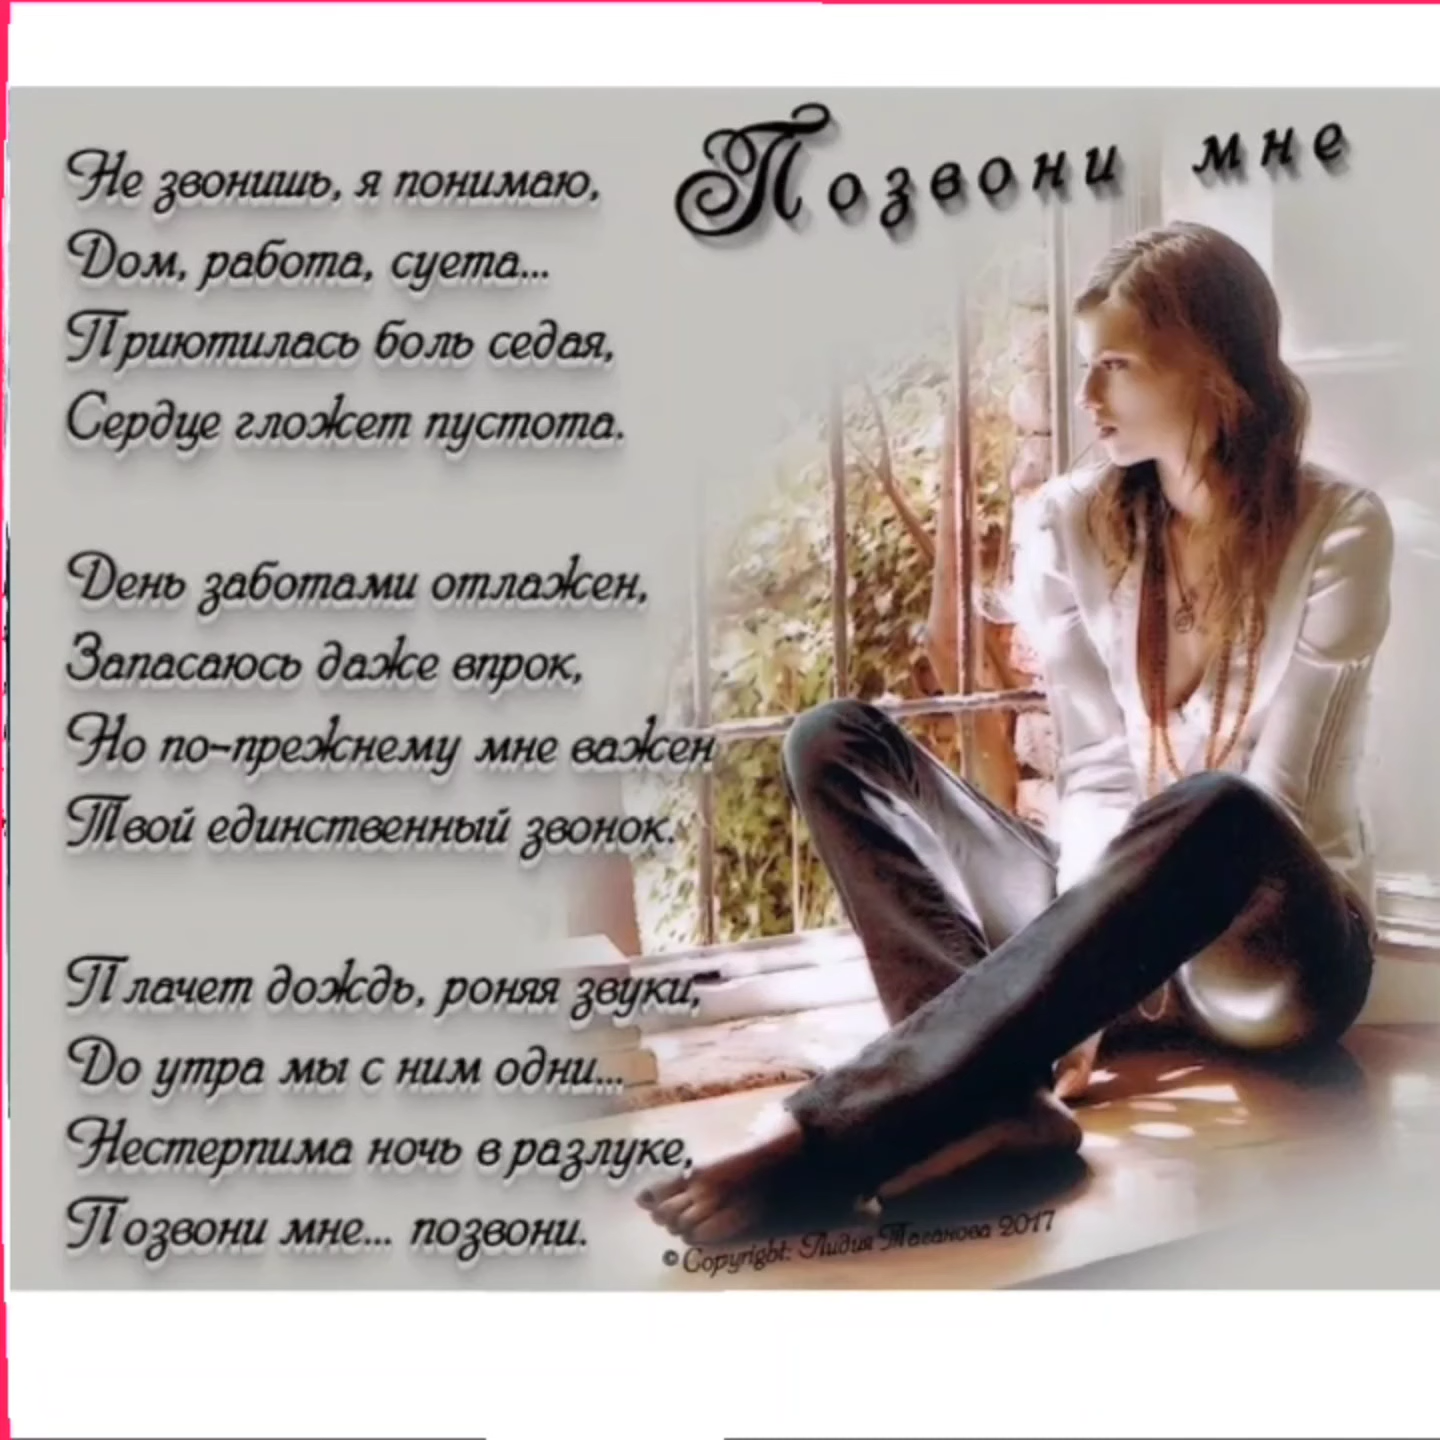 Позвони мне
Не звонишь, я понимаю,
Дом, работа, суета...
Приютилась боль седая,
Сердце гложет пустота.
День заботами отлажен,
Запасаюсь даже впрок,
Но по-прежнему мне важен
Твой единственный звонок.
Плачет дождь, роняя звуки,
До утра мы с ним одни...
Нестерпима ночь в разлуке,
Позвони мне... позвони.
© Copyright: Лидия Таганова 2017